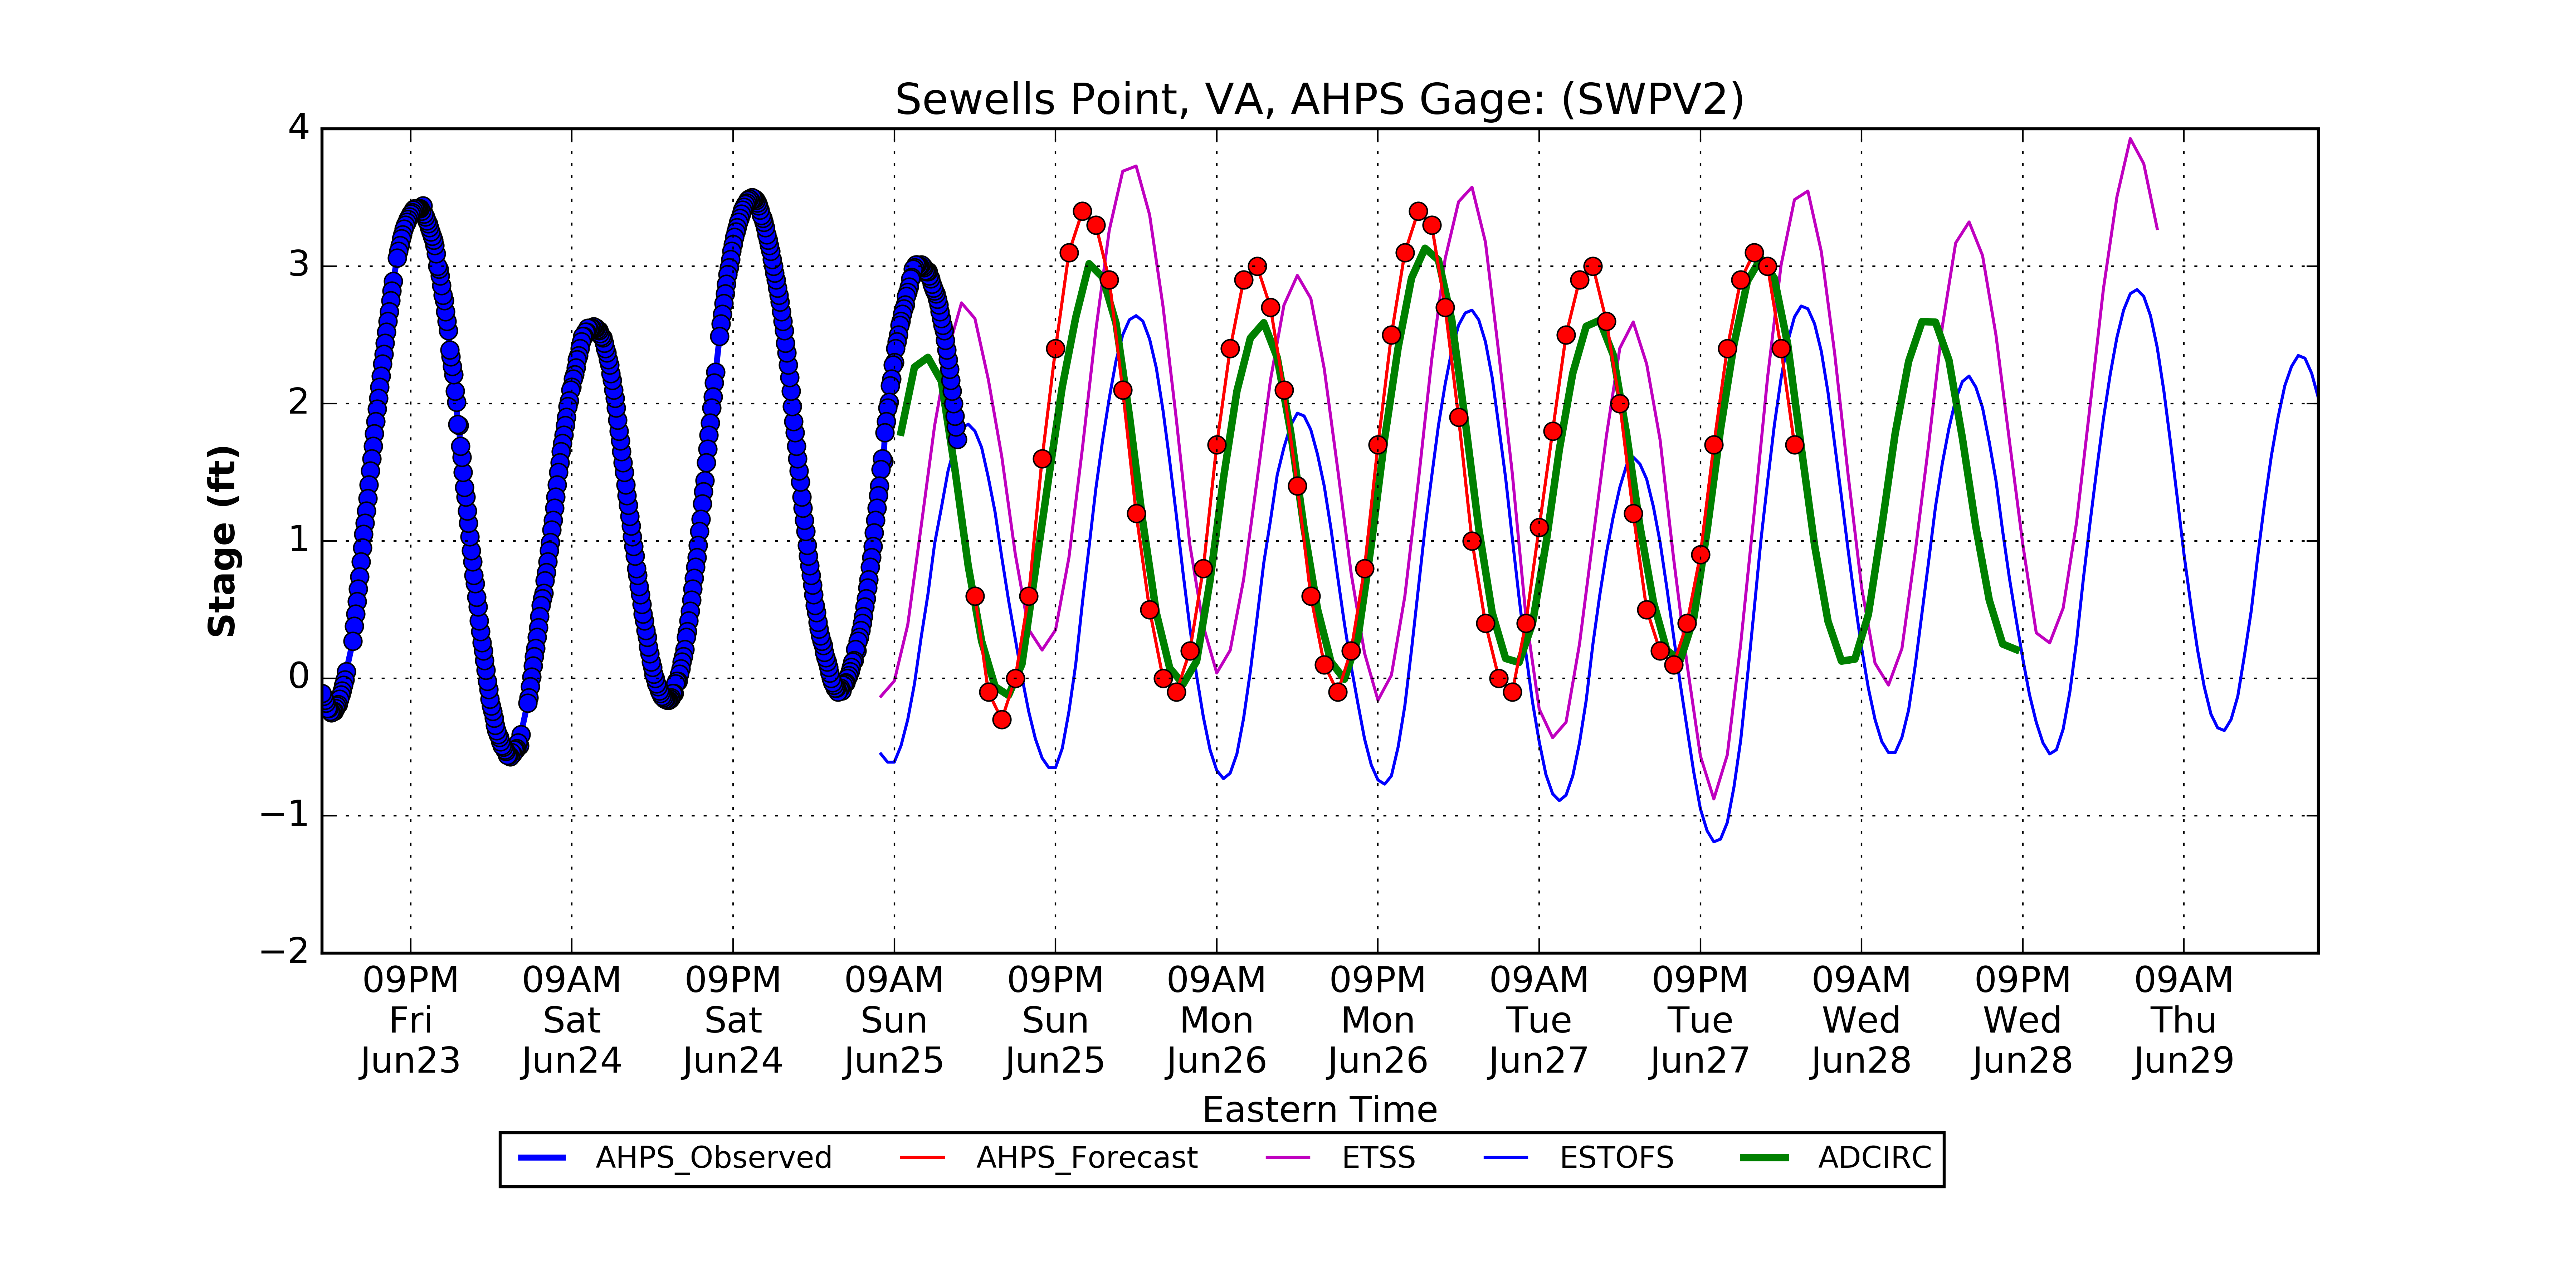 Sewells Point, VA, AHPS Gage: (SWPV2)
4
3
2
1
0
−1
−2
Stage (ft)
09PM 09AM 09PM 09AM 09PM 09AM 09PM 09AM 09PM 09AM 09PM 09AM
Fri Sat Sat Sun Sun Mon Mon Tue Tue Wed Wed Thu
Jun23 Jun24 Jun24 Jun25 Jun25 Jun26 Jun26 Jun27 Jun27 Jun28 Jun28 Jun29
Eastern Time
AHPS_Observed AHPS_Forecast ETSS ESTOFS ADCIRC